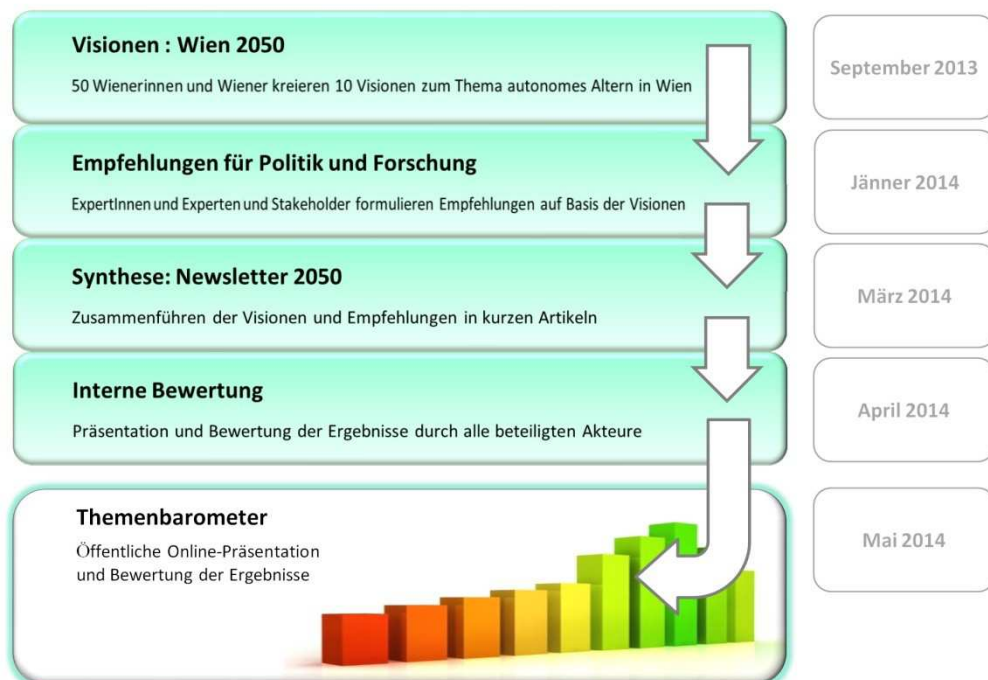 Visionen : Wien 2050
50 Wienerinnen und Wiener kreieren 10 Visionen zum Thema autonomes Altern in Wien
September 2013
Empfehlungen für Politik und Forschung
ExpertInnen und Experten und Stakeholder formulieren Empfehlungen auf Basis der Visionen
Jänner 2014
Synthese: Newsletter 2050
Zusammenführen der Visionen und Empfehlungen in kurzen Artikeln
März 2014
Interne Bewertung
Präsentation und Bewertung der Ergebnisse durch alle beteiligten Akteure
April 2014
Themenbarometer
Öffentliche Online-Präsentation
und Bewertung der Ergebnisse
Mai 2014